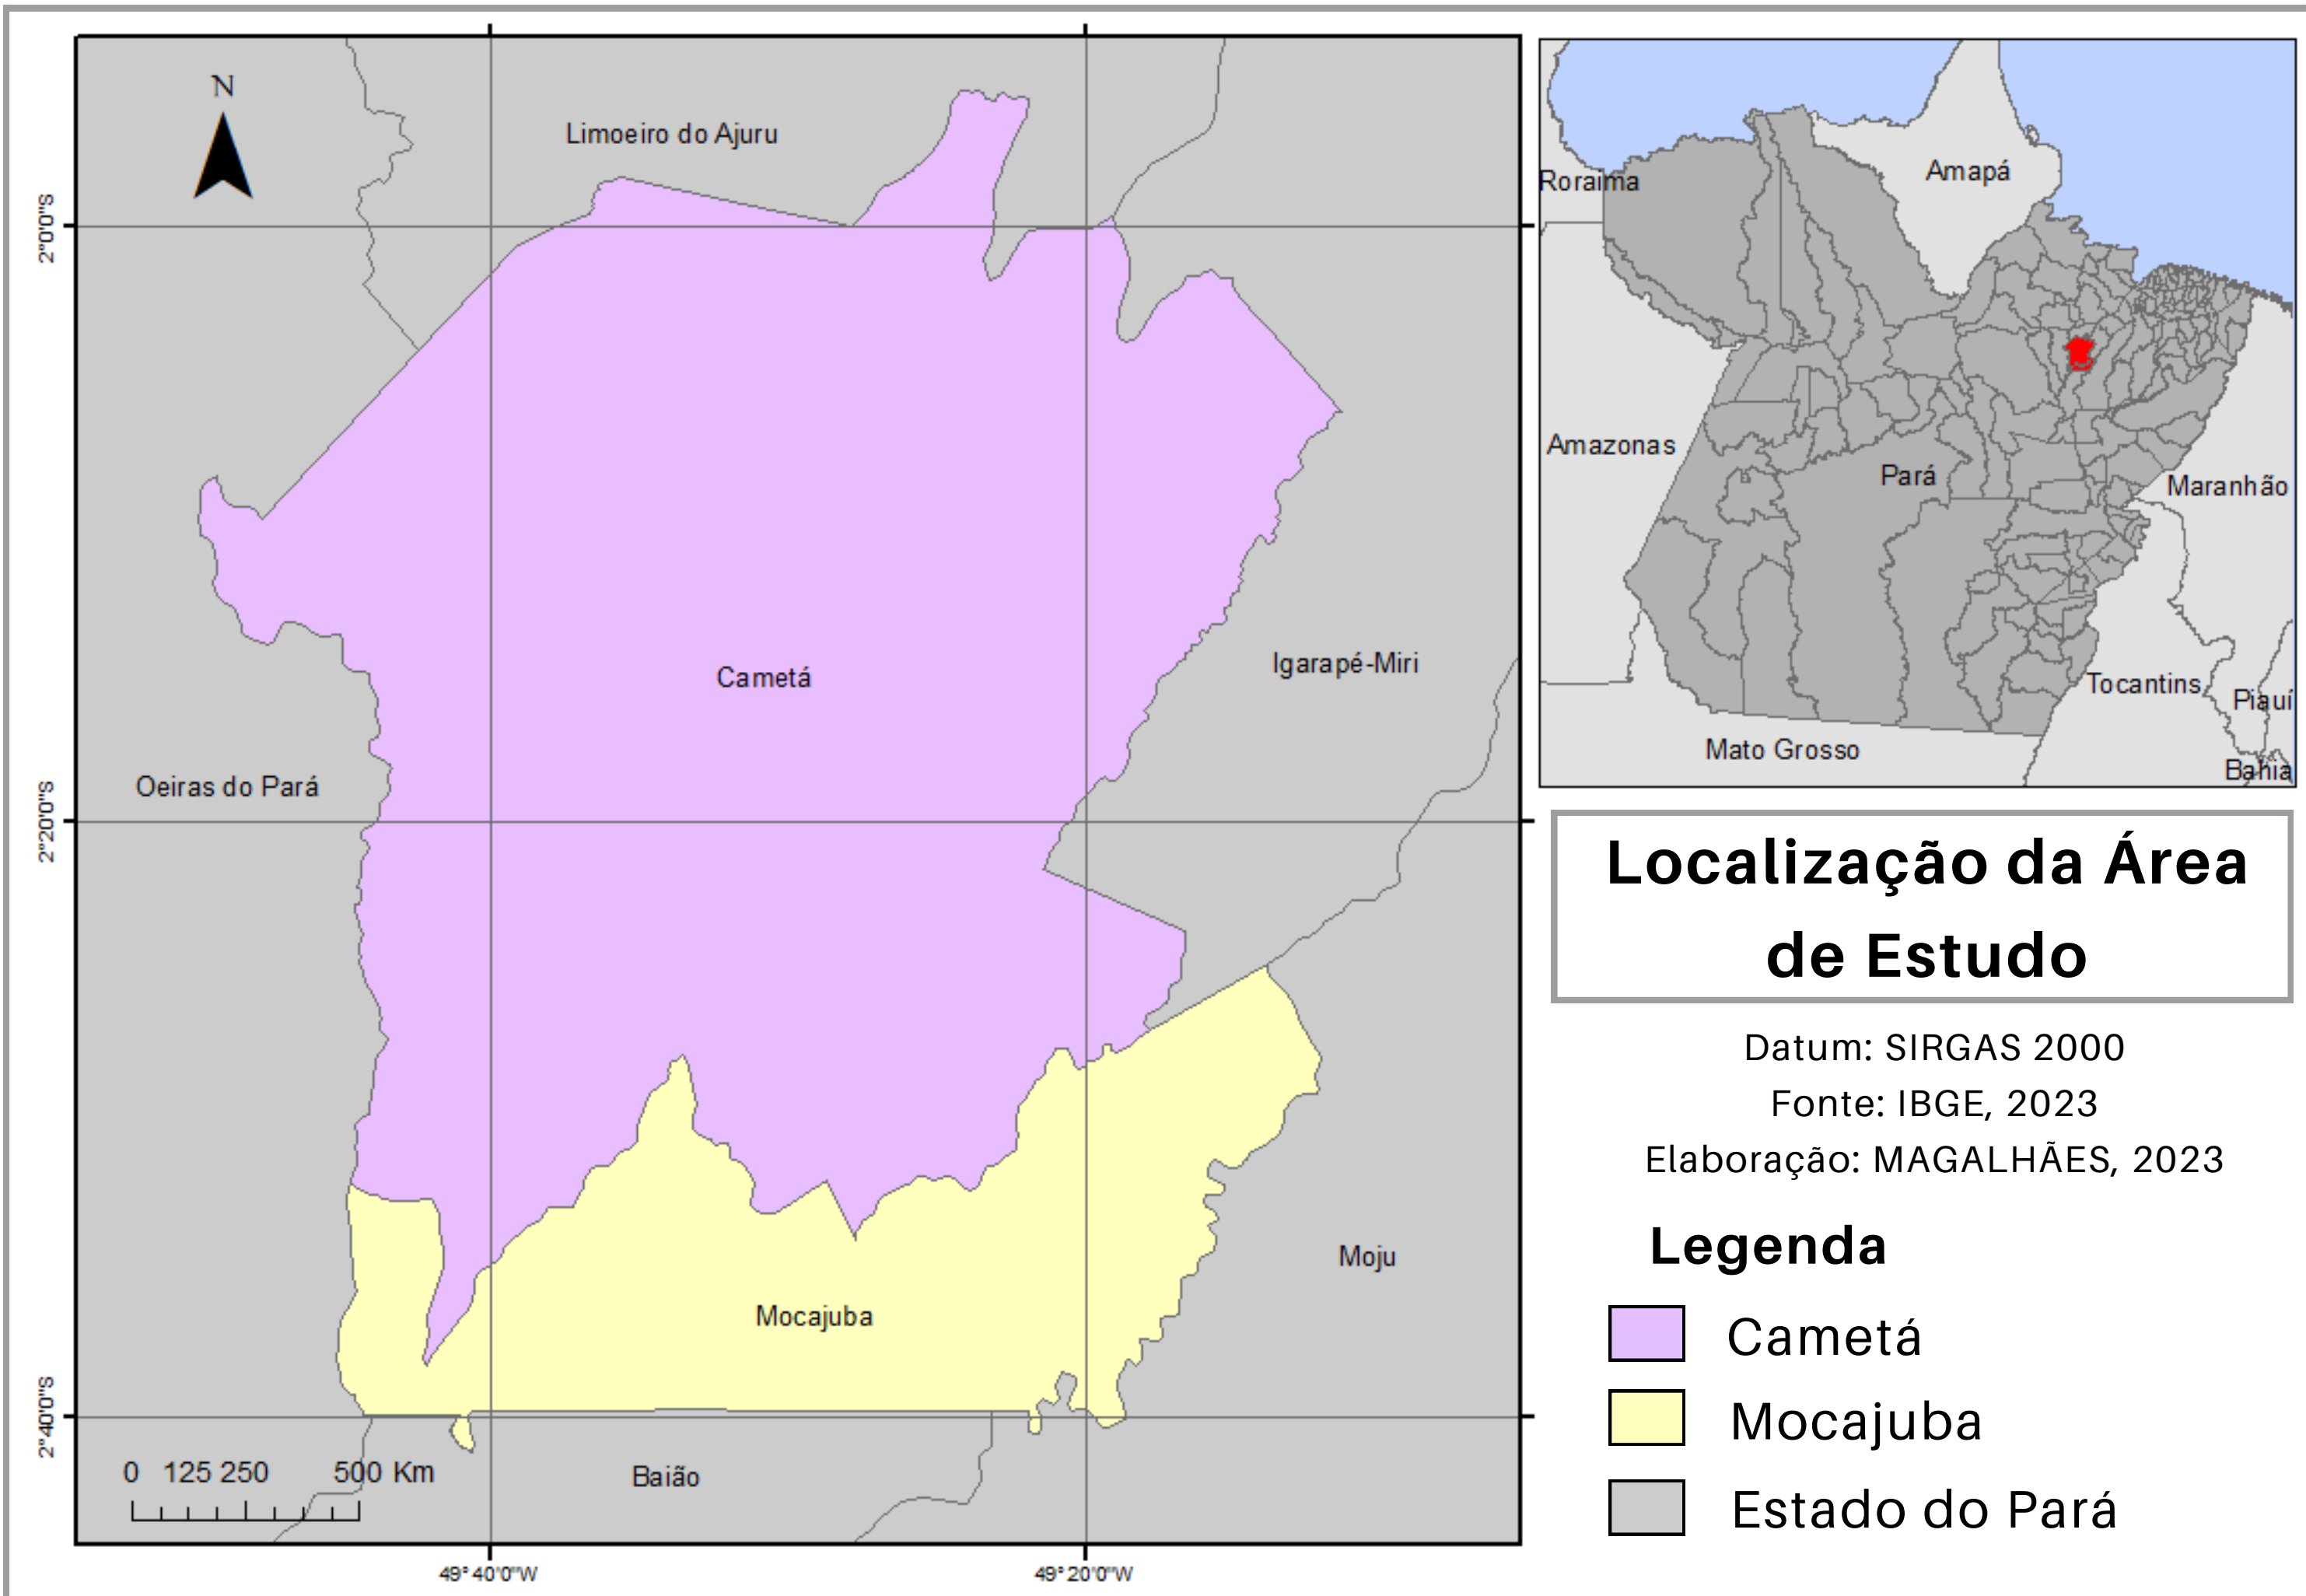 N
Limoeiro do Ajuru
2°0'0"S
Cametá
Igarapé-Miri
Oeiras do Pará
2°20'0"S
Moju
Mocajuba
2°40'0"S
0 125 250 500 Km
Baião
49°40'0"W
49°20'0"W
Roraima
Amapá
Amazonas
Pará
Maranhão
Tocantins
Piauí
Mato Grosso
Bahia
Localização da Área
de Estudo
Datum: SIRGAS 2000
Fonte: IBGE, 2023
Elaboração: MAGALHÃES, 2023
Legenda
Cametá
Mocajuba
Estado do Pará